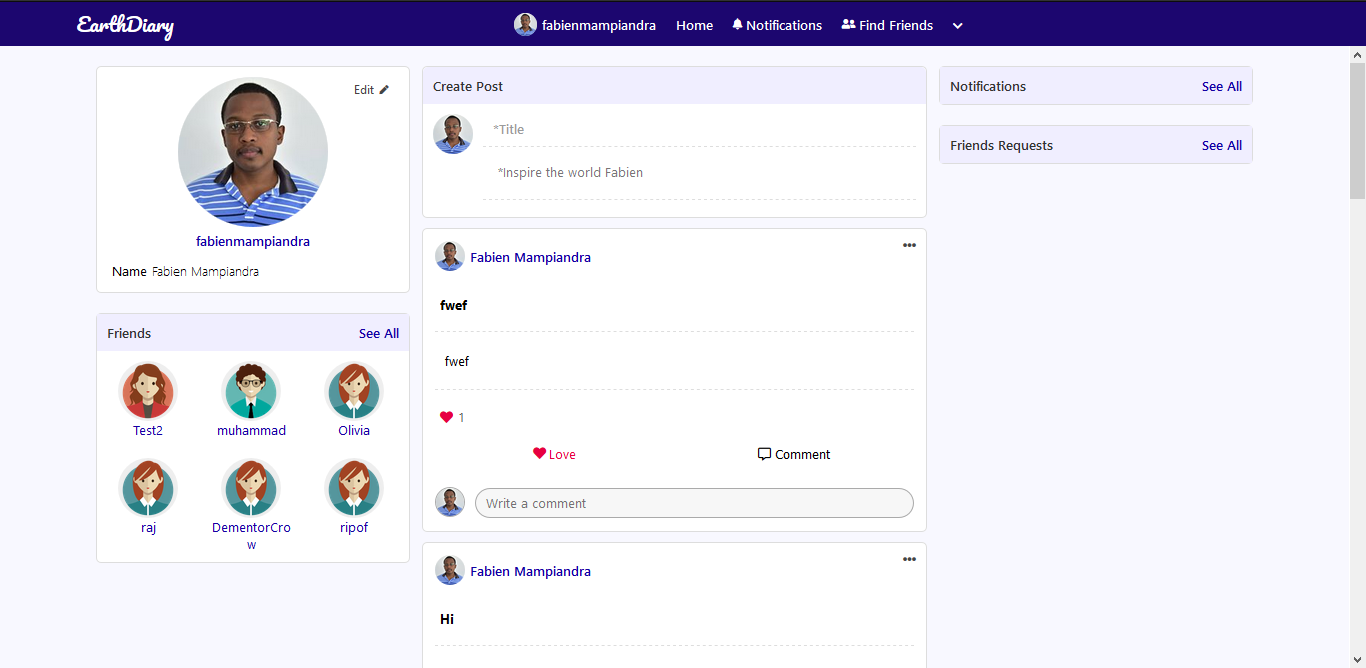 EarthDiary
fabienmampiandra Home Notifications Find Friends
Edit
fabienmampiandra
Name Fabien Mampiandra
Friends See All
Test2 muhammad Olivia
raj DementorCro ripof
w
Create Post
*Title
*Inspire the world Fabien
Fabien Mampiandra
fwef
fwef
1
Love Comment
Write a comment
Fabien Mampiandra
Hi
Notifications See All
Friends Requests See All